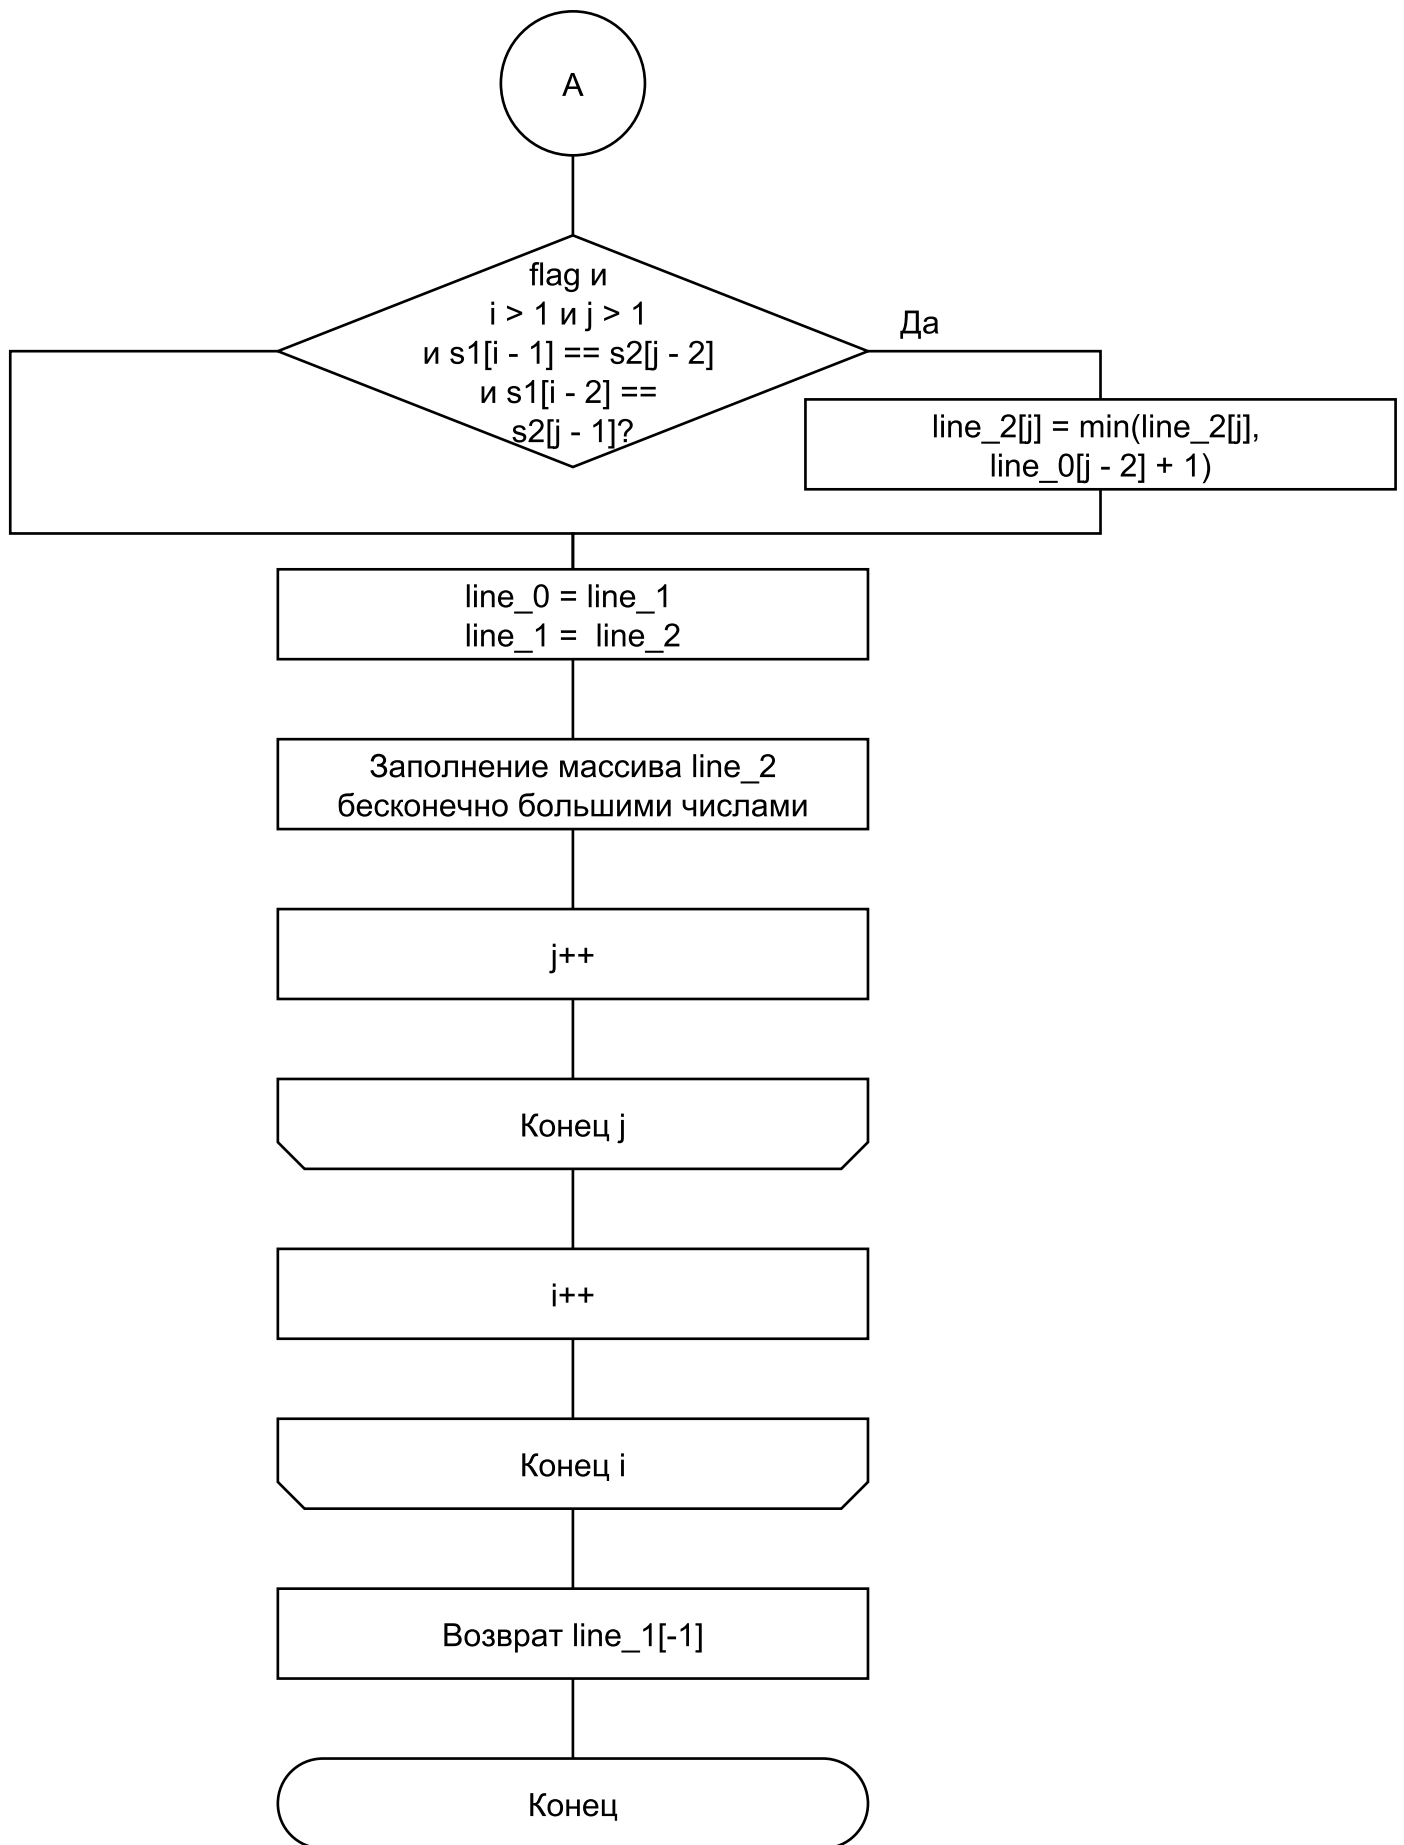 А
flag и
i > 1 и j > 1
и s1[i - 1] == s2[j - 2]
и s1[i - 2] ==
s2[j - 1]?
Да
line_2[j] = min(line_2[j],
line_0[j - 2] + 1)
line_0 = line_1
line_1 =  line_2
Заполнение массива line_2
бесконечно большими числами
j++
Конец j
i++
Конец i
Возврат line_1[-1]
Конец